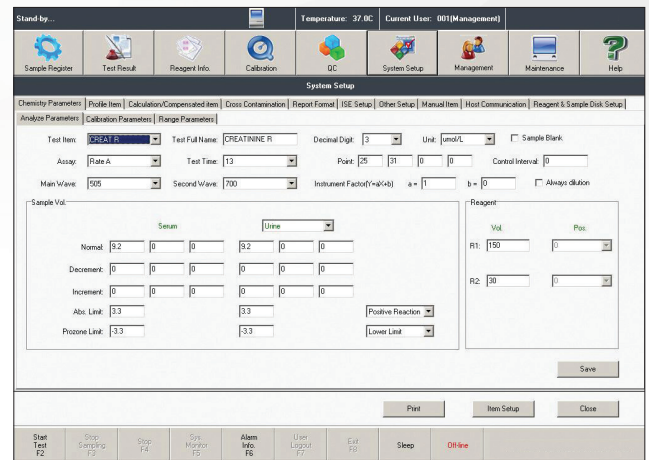 Stand-by... Temperature: 37.0C Current User: 001(Management)
Sample Register Test Result Reagent Info. Calibration QC System Setup Management Maintenance Help
System Setup
Chemistry Parameters Profile Item Calculation/Compensated item Cross Contamination Report Format ISE Setup Other Setup Manual Item Host Communication Reagent & Sample Disk Setup
Analyze Parameters Calibration Parameters Range Parameters
Test Item: CREAT R Test Full Name: CREATININE R Decimal Digit: 3 Unit: umol/L Sample Blank
Assay: Rate A Test Time: 13 Point: 25 31 0 0 Control Interval: 0
Main Wave: 505 Second Wave: 700 Instrument Factor(Y=aX+b) a = 1 b = 0 Always dilution
Sample Vol. Reagent
Serum Urine Vol. Pos.
Normal: 9.2 0 0 9.2 0 0 R1: 150 0
Decrement: 0 0 0 0 0 0
Increment: 0 0 0 0 0 0 R2: 30 0
Abs. Limit: 3.3 3.3 Positive Reaction
Prozone Limit: -3.3 -3.3 Lower Limit
Save
Print Item Setup Close
Start Test F2 Stop Sampling F3 Stop F4 Sys. Monitor F5 Alarm Info. F6 User Logout F7 Exit F8 Sleep Off-line